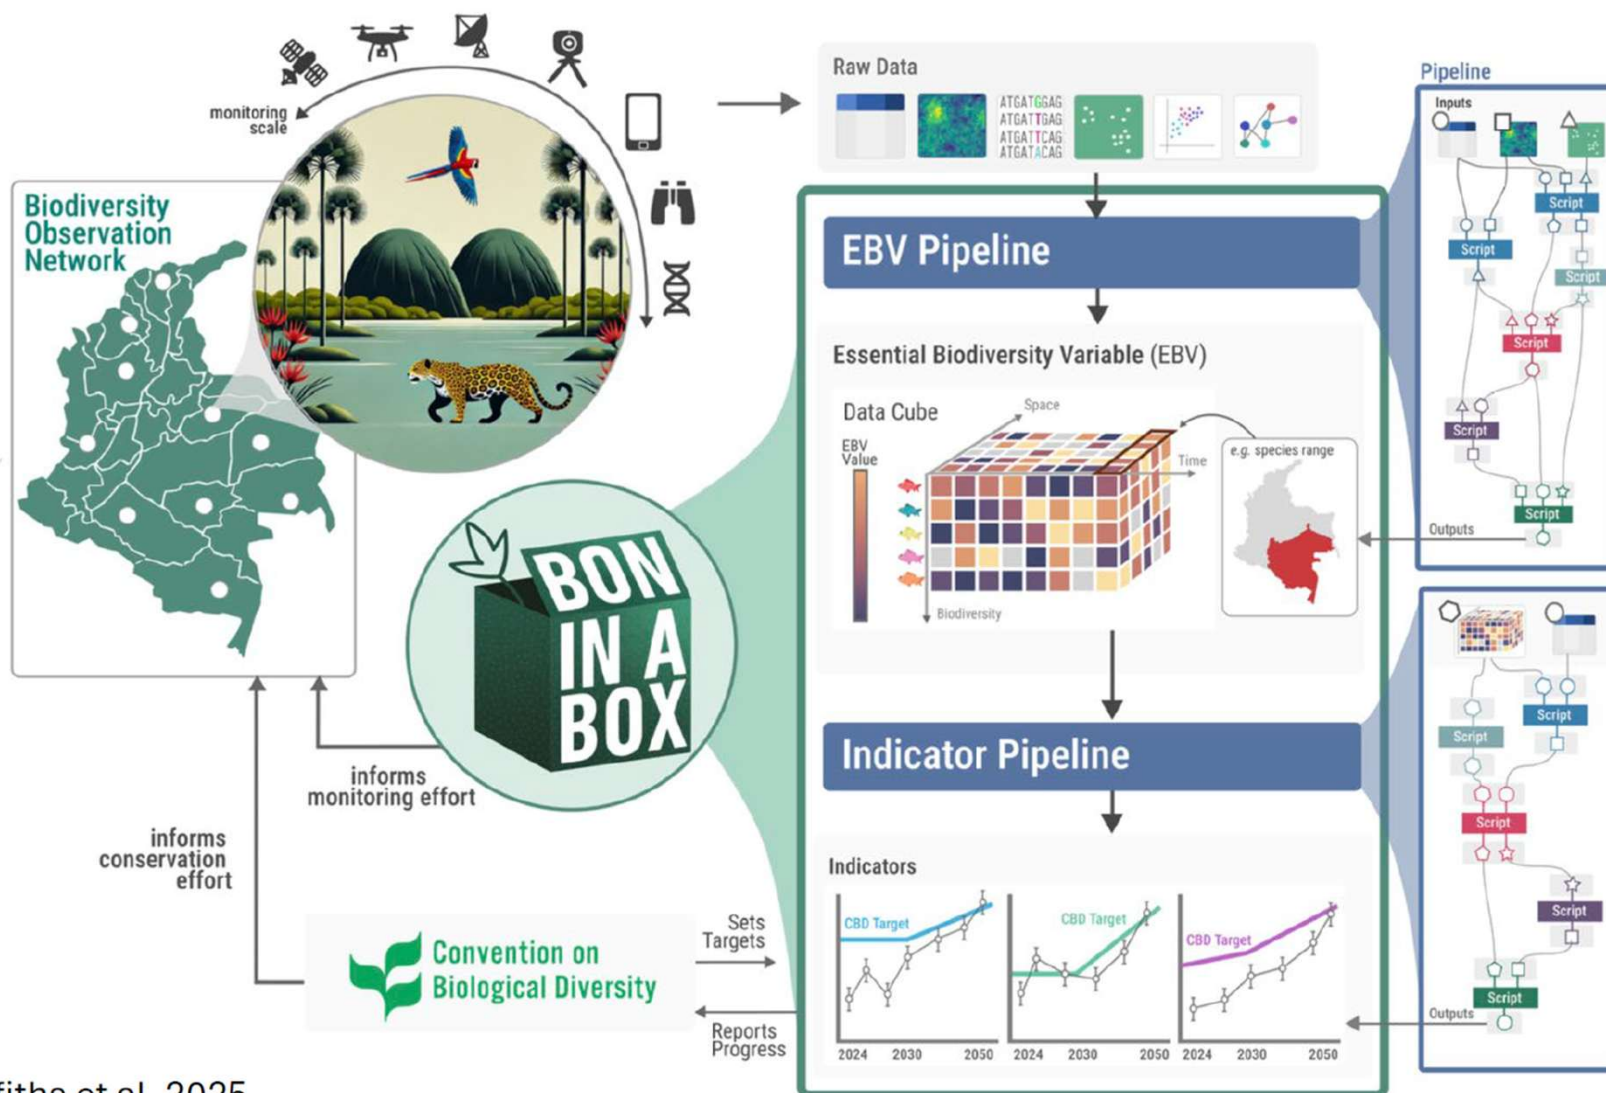 monitoring
scale
Biodiversity
Observation
Network
Raw Data
ATGATGGAG
ATGATTGAG
ATGATTCAG
ATGATACAG
EBV Pipeline
Essential Biodiversity Variable (EBV)
Data Cube
EBV
Value
Space
Time
Biodiversity
e.g. species range
Indicator Pipeline
Indicators
CBD Target
2024 2030 2050
CBD Target
2024 2030 2050
CBD Target
2024 2030 2050
BON
IN A
BOX
informs
monitoring effort
informs
conservation
effort
Convention on
Biological Diversity
Sets
Targets
Reports
Progress
Pipeline
Inputs
Script
Script
Script
Script
Script
Script
Outputs
Script
Script
Script
Script
Script
Outputs
et al. 2025